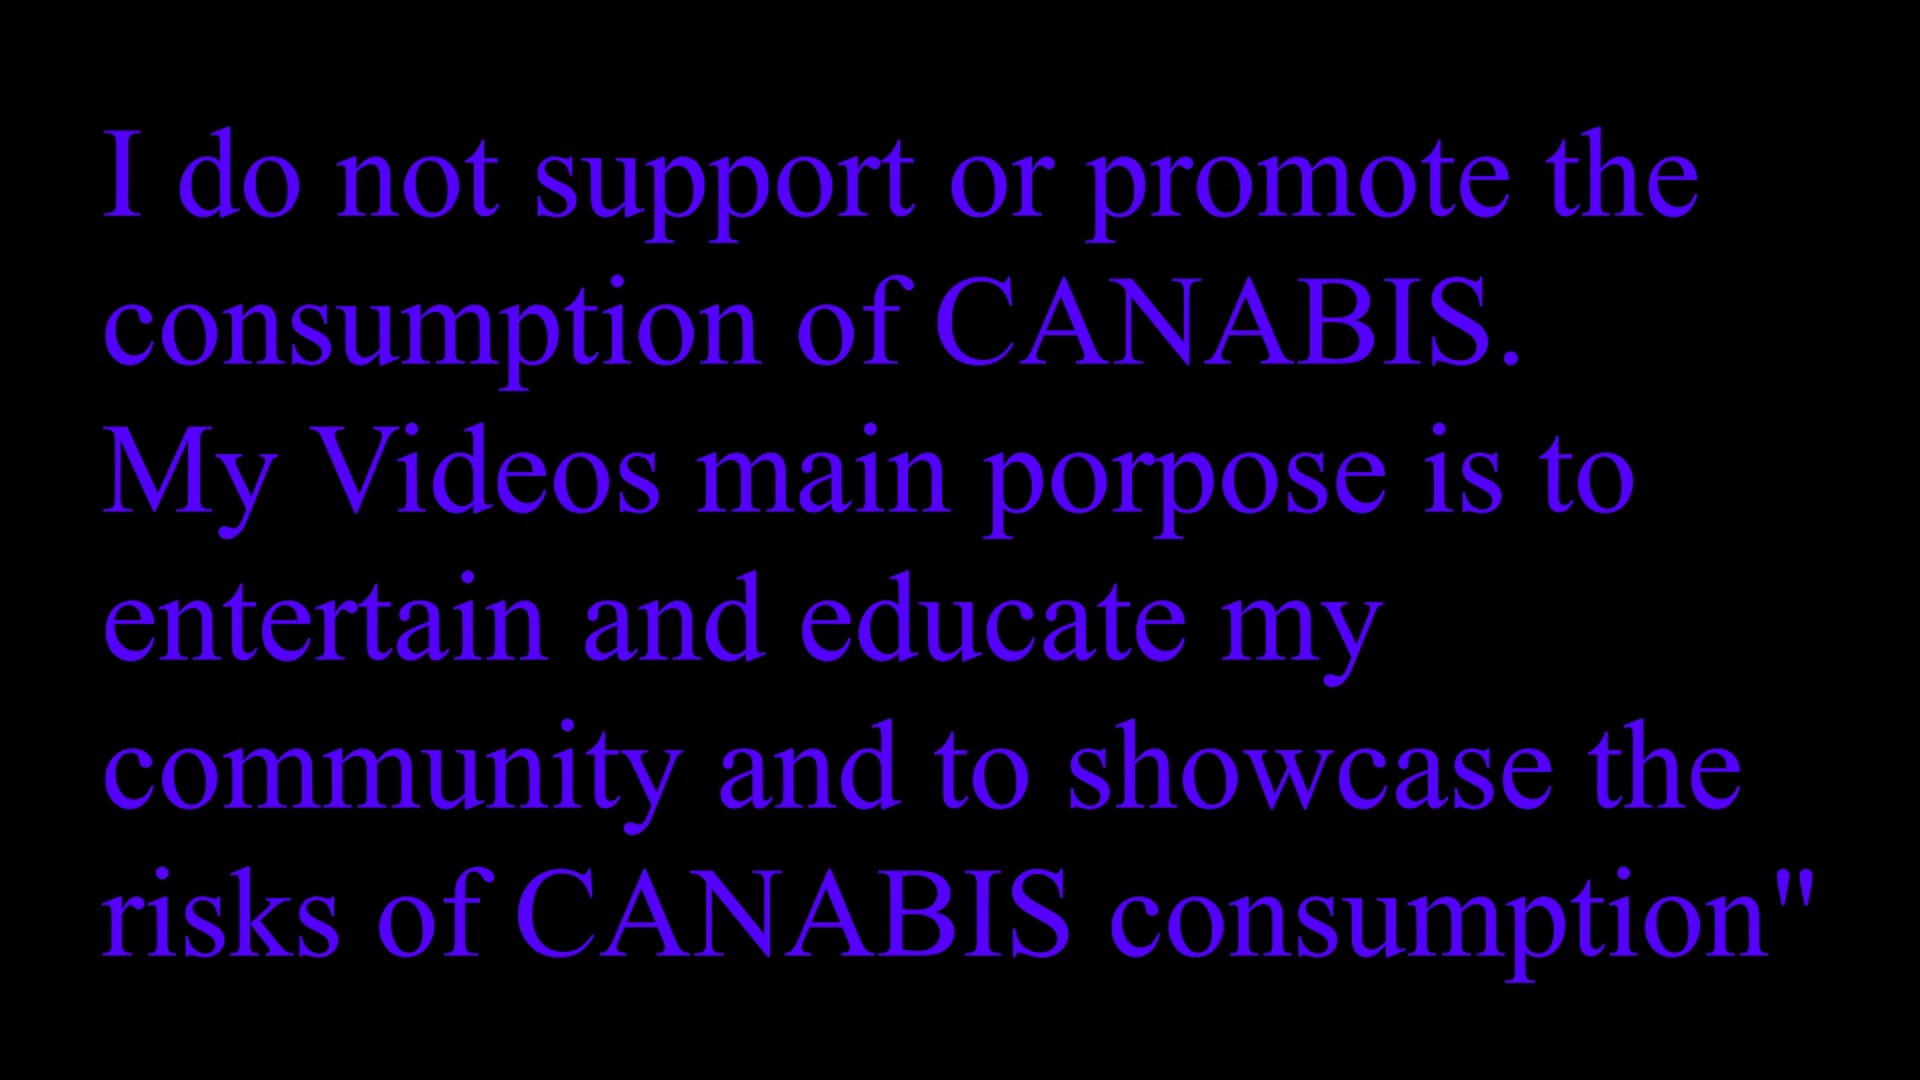 I do not support or promote the
consumption of CANABIS.
My Videos main porpose is to
entertain and educate my
community and to showcase the
risks of CANABIS consumption"